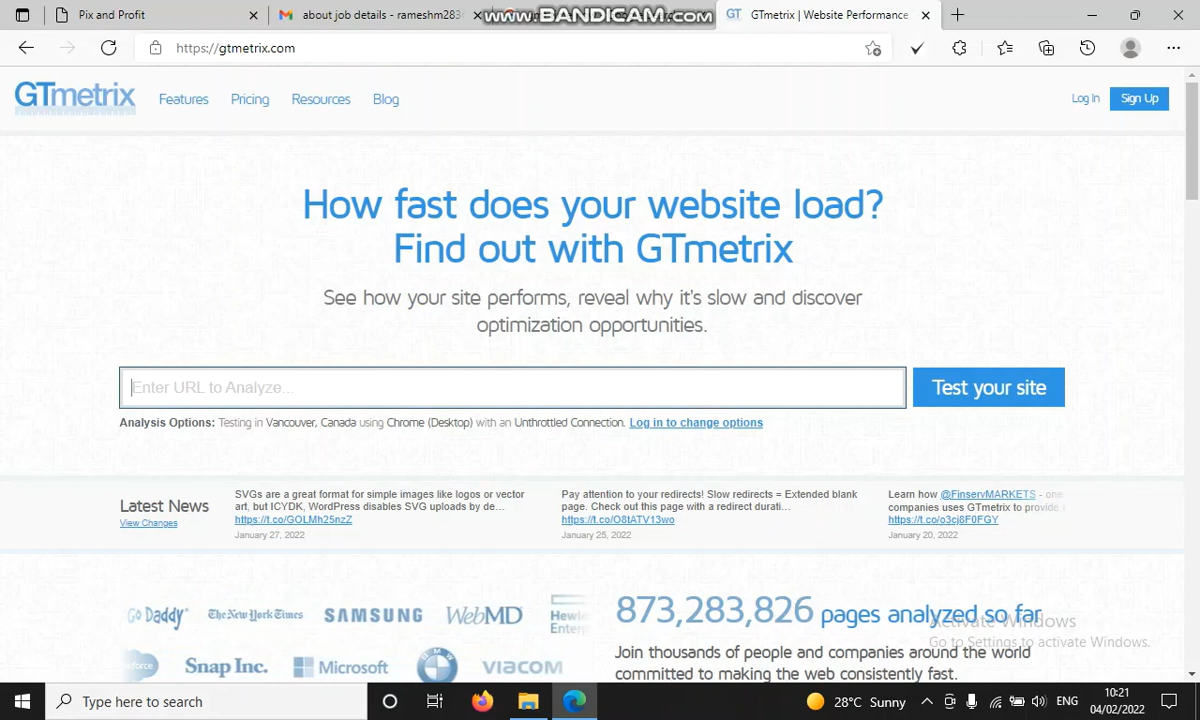 Pix and Profit
about job details - rameshm283
www.BANDICAM.com
GT GTmetrix | Website Performance
https://gtmetrix.com
GTmetrix
Features
Pricing
Resources
Blog
Log In
Sign Up
How fast does your website load?
Find out with GTmetrix
See how your site performs, reveal why it's slow and discover
optimization opportunities.
Enter URL to Analyze...
Test your site
Analysis Options: Testing in Vancouver, Canada using Chrome (Desktop) with an Unthrottled Connection. Log in to change options
Latest News
View Changes
SVGs are a great format for simple images like logos or vector
art, but ICYDK, WordPress disables SVG uploads by de...
https://t.co/GOLMh25nzZ
January 27, 2022
Pay attention to your redirects! Slow redirects = Extended blank
page. Check out this page with a redirect durati...
https://t.co/O8tATV13wo
January 25, 2022
Learn how @FinservMARKETS - one
companies uses GTmetrix to provide
https://t.co/o3cj8F0FGY
January 20, 2022
Go Daddy
The New York Times
SAMSUNG
WebMD
Hewle
Enterp
force
Snap Inc.
Microsoft
BMW
VIACOM
873,283,826 pages analyzed so far
Join thousands of people and companies around the world
committed to making the web consistently fast.
Activate Windows
Go to Settings to activate Windows.
Type here to search
28°C Sunny
ENG
10:21
04/02/2022